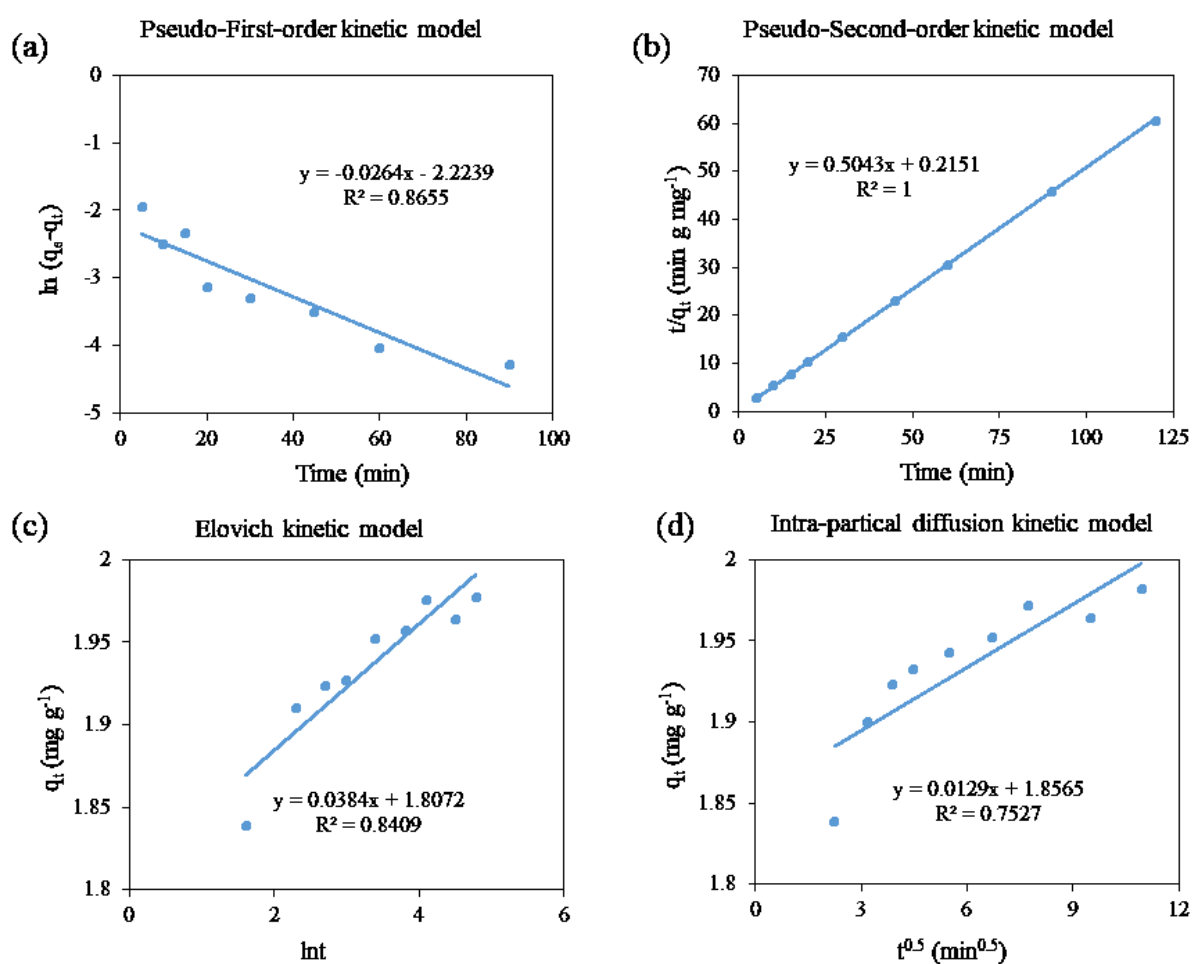 (a)
Pseudo-First-order kinetic model
0
-1
-2
-3
-4
-5
y = -0.0264x - 2.2239
R² = 0.8655
ln (qₑ-qₜ)
0 20 40 60 80 100
Time (min)
(b)
Pseudo-Second-order kinetic model
70
60
50
40
30
20
10
0
y = 0.5043x + 0.2151
R² = 1
t/qₜ (min g mg⁻¹)
0 25 50 75 100 125
Time (min)
(c)
Elovich kinetic model
2
1.95
1.9
1.85
1.8
y = 0.0384x + 1.8072
R² = 0.8409
qₜ (mg g⁻¹)
0 2 4 6
lnt
(d)
Intra-partical diffusion kinetic model
2
1.95
1.9
1.85
1.8
y = 0.0129x + 1.8565
R² = 0.7527
qₜ (mg g⁻¹)
0 3 6 9 12
t⁰·⁵ (min⁰·⁵)